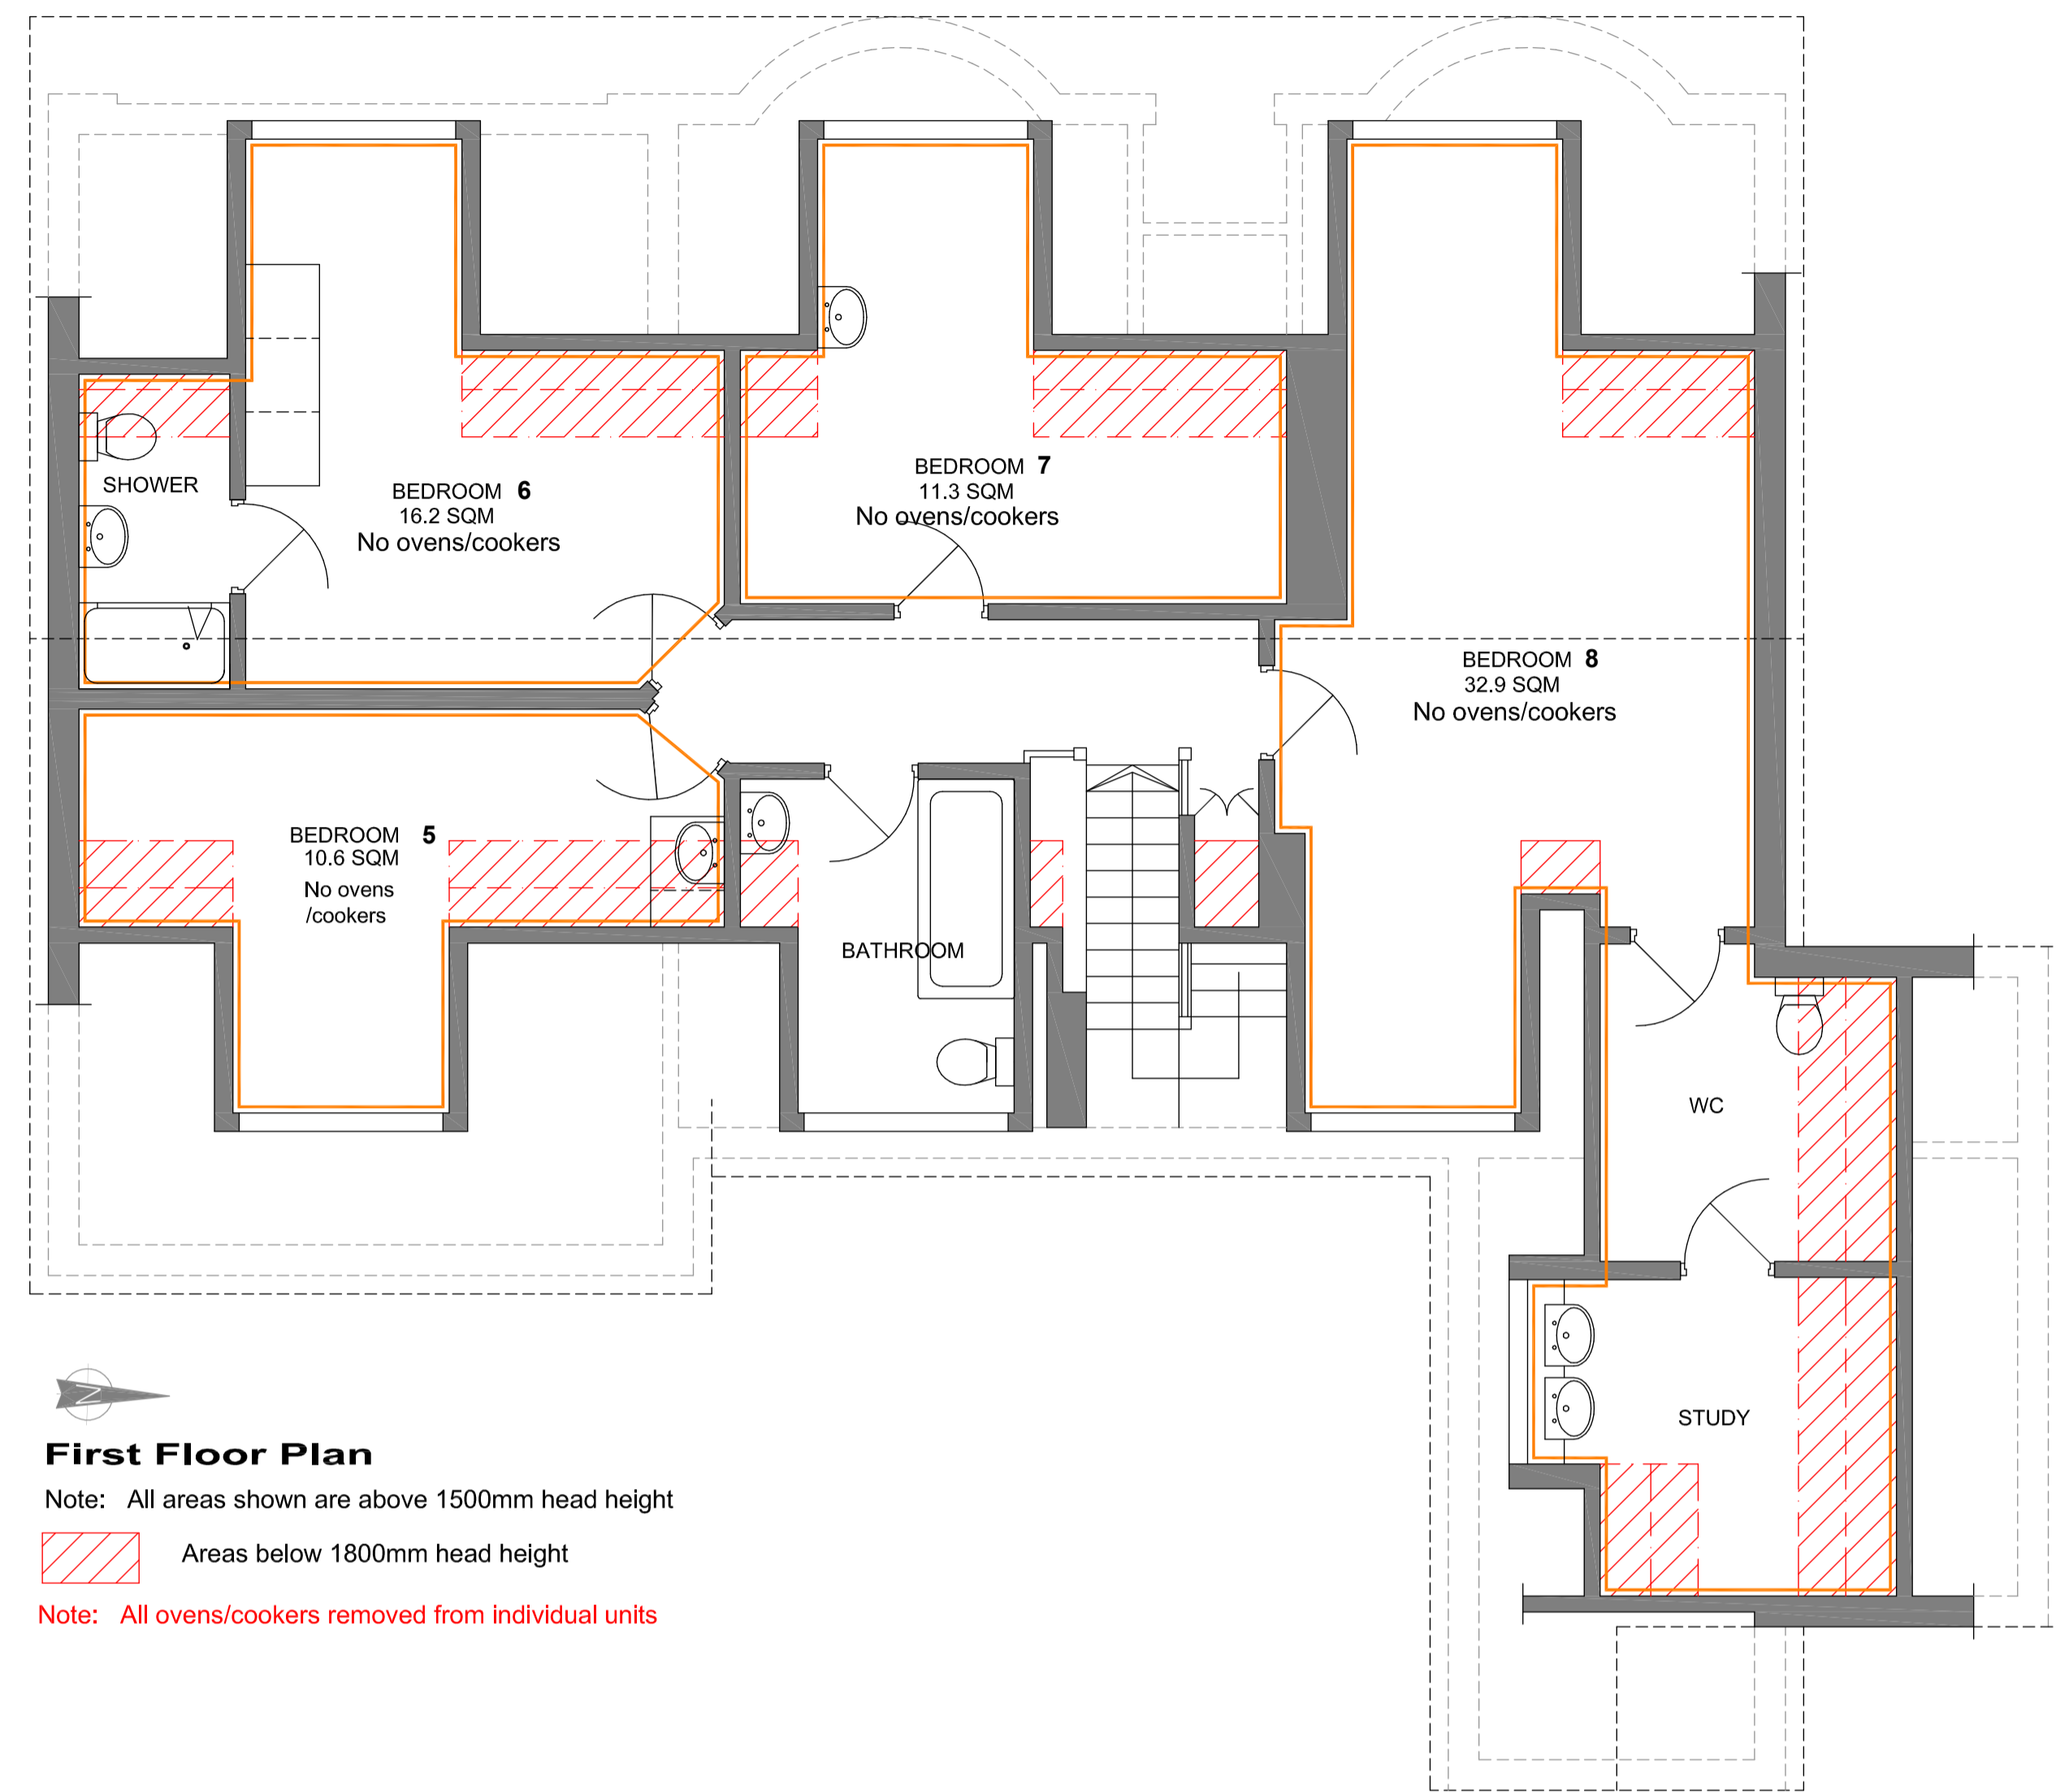 SHOWER
BEDROOM 6
16.2 SQM
No ovens/cookers
BEDROOM 7
11.3 SQM
No ovens/cookers
BEDROOM 8
32.9 SQM
No ovens/cookers
BEDROOM 5
10.6 SQM
No ovens
/cookers
BATHROOM
WC
STUDY
N
First Floor Plan
Note: All areas shown are above 1500mm head height
Areas below 1800mm head height
Note: All ovens/cookers removed from individual units